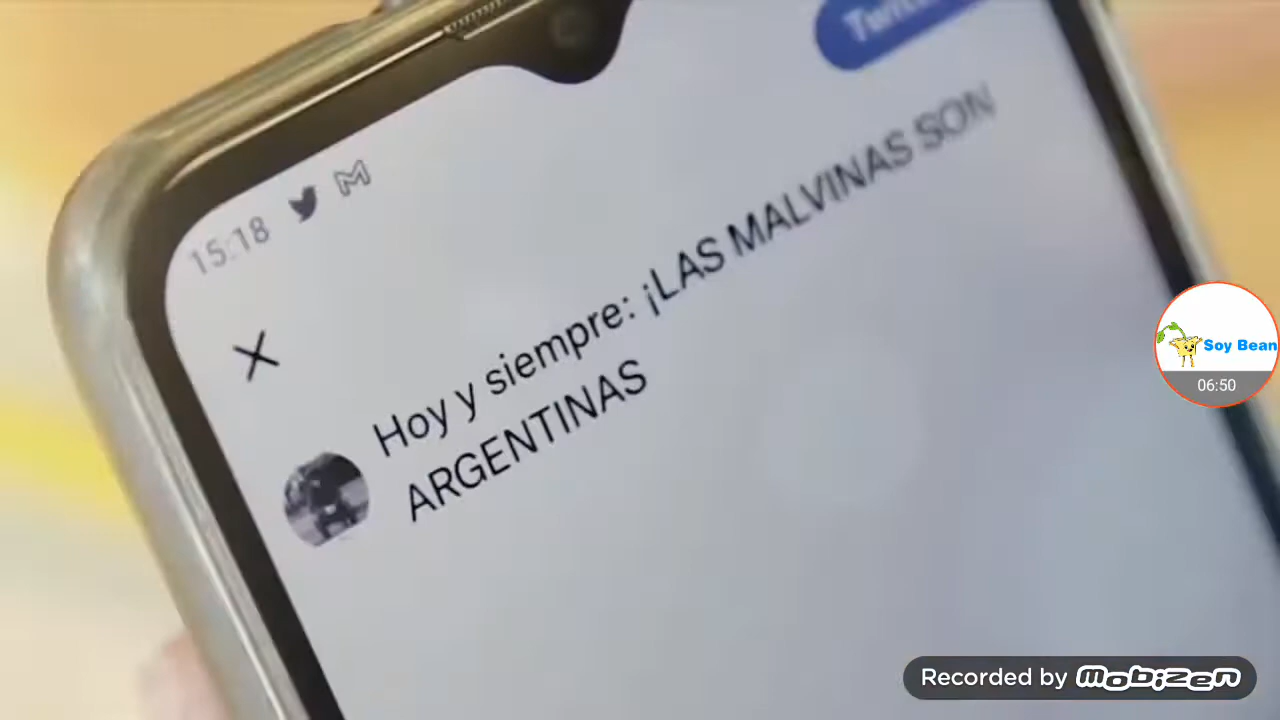 15:18
Hoy y siempre: ¡LAS MALVINAS SON
ARGENTINAS
Soy Bean
06:50
Recorded by Mobizen